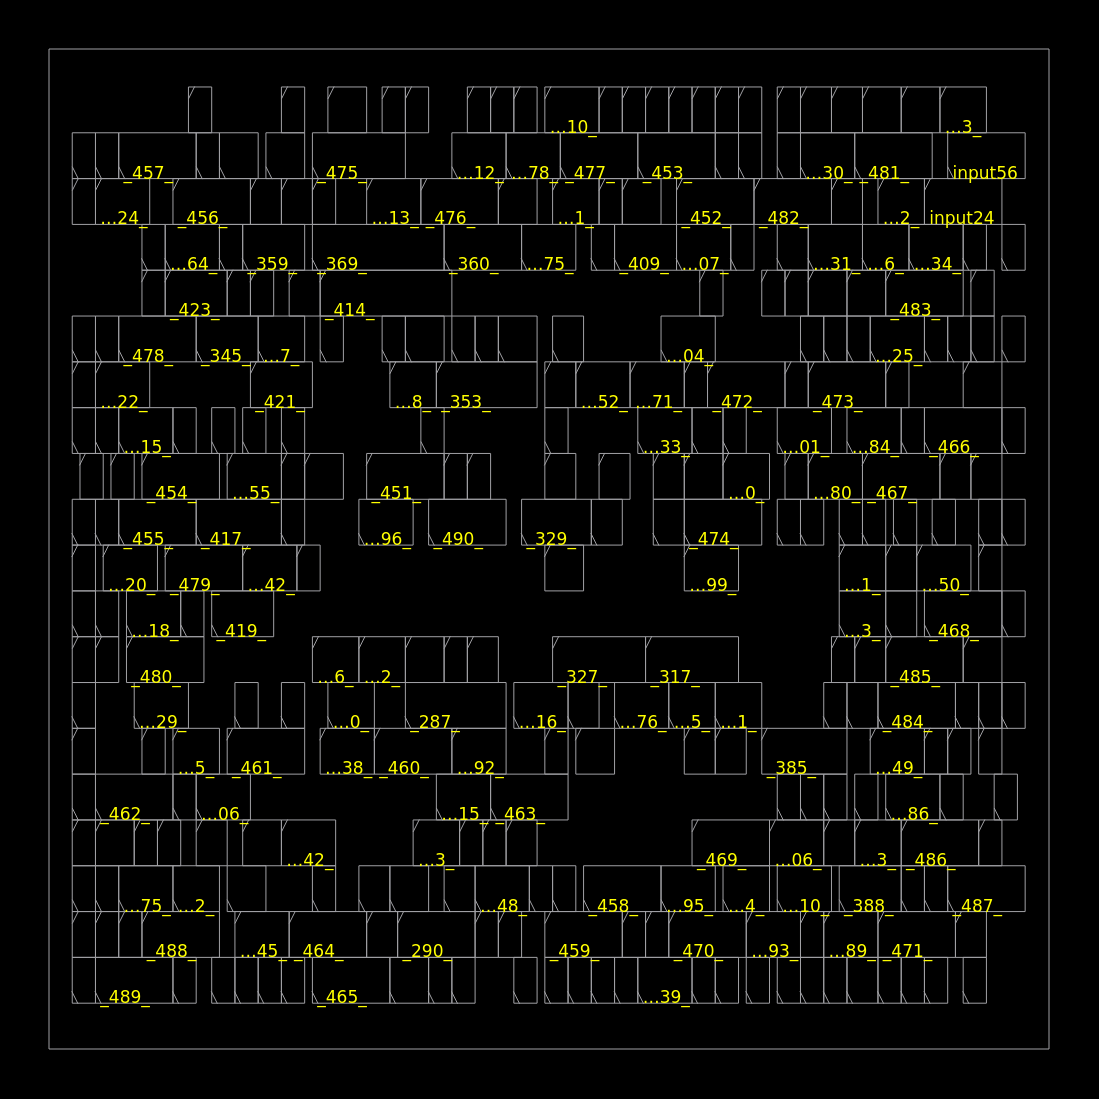 ...10_ ...3_
_457_ _475_ ...12_ ...78_ _477_ _453_ ...30_ _481_ input56
...24_ _456_ ...13_ _476_ ...1_ _452_ _482_ ...2_ input24
...64_ _359_ _369_ _360_ ...75_ _409_ ...07_ ...31_ ...6_ ...34_
_423_ _414_ _483_
_478_ _345_ ...7_ ...04_ ...25_
...22_ _421_ ...8_ _353_ ...52_ ...71_ _472_ _473_
...15_ ...33_ ...01_ ...84_ _466_
_454_ ...55_ _451_ ...0_ ...80_ _467_
_455_ _417_ ...96_ _490_ _329_ _474_
...20_ _479_ ...42_ ...99_ ...1_ ...50_
...18_ _419_ ...3_ _468_
_480_ ...6_ ...2_ _327_ _317_ _485_
...29_ ...0_ _287_ ...16_ ...76_ ...5_ ...1_ _484_
...5_ _461_ ...38_ _460_ ...92_ _385_ ...49_
_462_ ...06_ ...15_ _463_ ...86_
...42_ ...3_ _469_ ...06_ ...3_ _486_
...75_ ...2_ ...48_ _458_ ...95_ ...4_ ...10_ _388_ _487_
_488_ ...45_ _464_ _290_ _459_ _470_ ...93_ ...89_ _471_
_489_ _465_ ...39_